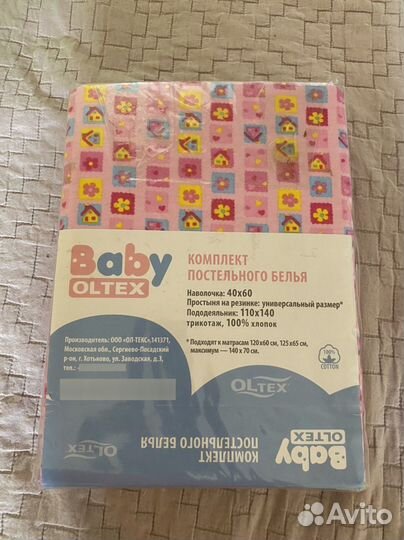 Baby
OLTEX
КОМПЛЕКТ
ПОСТЕЛЬНОГО БЕЛЬЯ
Наволочка: 40х60
Простыня на резинке: универсальный размер*
Пододеяльник: 110х140
трикотаж, 100% хлопок
* Подходит к матрасам 120х60 см, 125х65 см,
максимум — 140 х 70 см.
Производитель: ООО «ОЛ-ТЕКС»,141371,
Московская обл., Сергиево-Посадский
р-он, г. Хотьково, ул. Заводская, д.3,
тел.:
100%
COTTON
OLTEX
OLTEX
КОМПЛЕКТ
ПОСТЕЛЬНОГО БЕЛЬЯ
Baby
OLTEX
Avito